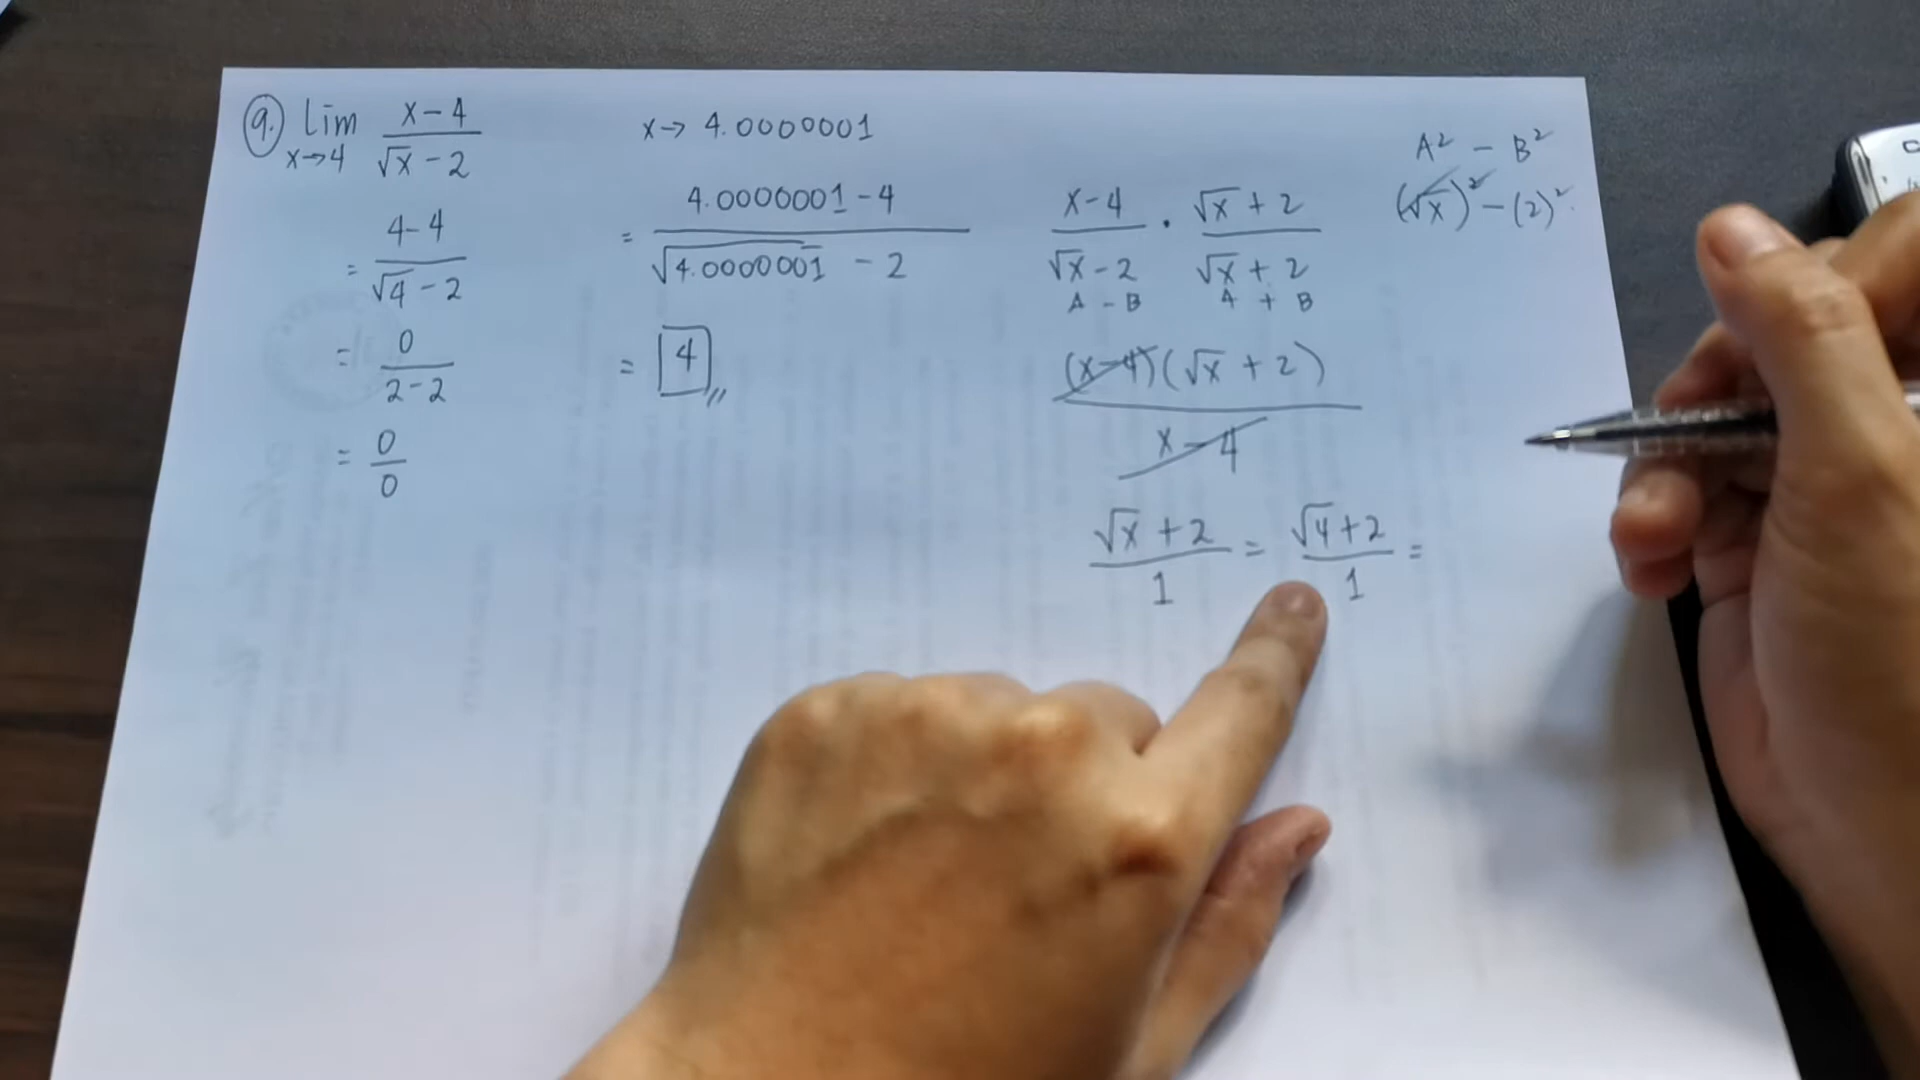 9. lim x-4
x→4 √x - 2
= 4-4
√4 - 2
= 0
2-2
= 0
0
x→ 4.0000001
= 4.0000001 - 4
√4.0000001 - 2
= 4
x-4 . √x + 2
√x - 2 √x + 2
A - B A + B
(x-4)(√x + 2)
x-4
√x + 2 = √4 + 2 =
1 1
A² - B²
(√x)² - (2)²